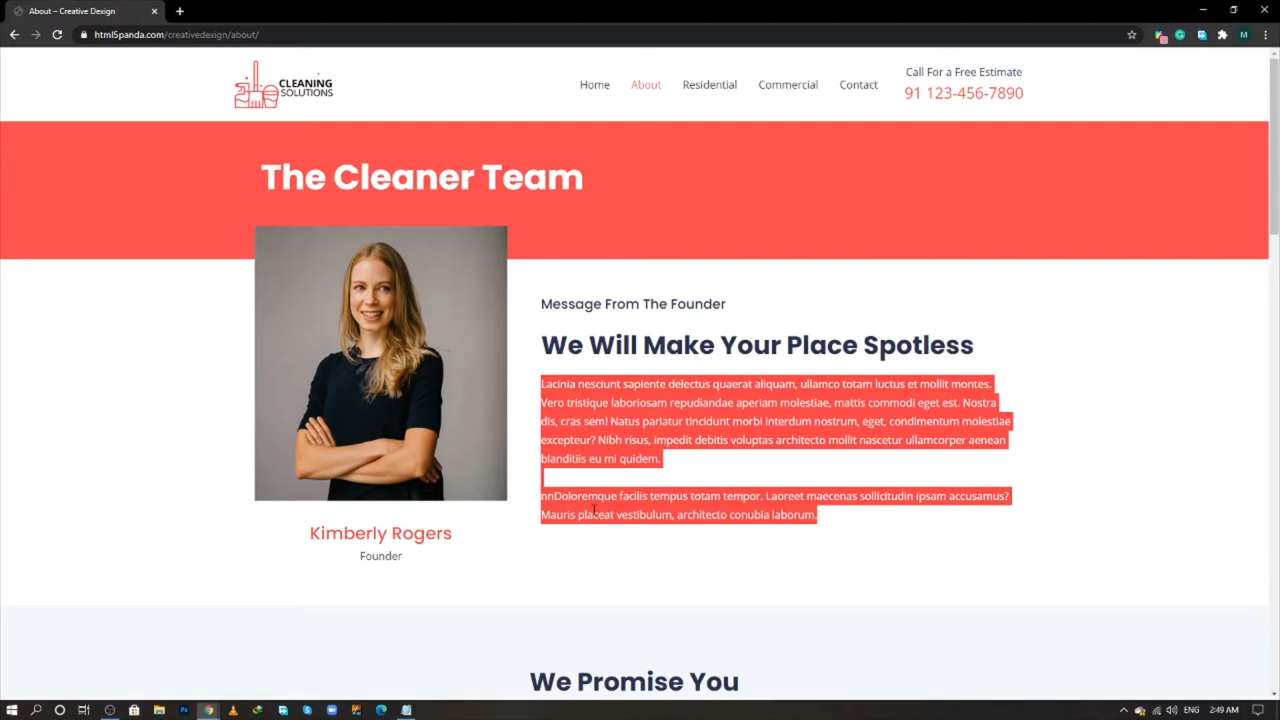 About – Creative Design
html5panda.com/creativedexign/about/
M
CLEANING
SOLUTIONS
Home
About
Residential
Commercial
Contact
Call For a Free Estimate
91 123-456-7890
The Cleaner Team
Message From The Founder
We Will Make Your Place Spotless
Lacinia nesciunt sapiente delectus quaerat aliquam, ullamco totam luctus et mollit montes.
Vero tristique laboriosam repudiandae aperiam molestiae, mattis commodi eget est. Nostra
dis, cras sem! Natus pariatur tincidunt morbi interdum nostrum, eget, condimentum molestiae
excepteur? Nibh risus, impedit debitis voluptas architecto mollit nascetur ullamcorper aenean
blanditiis eu mi quidem.
nnDoloremque facilis tempus totam tempor. Laoreet maecenas sollicitudin ipsam accusamus?
Mauris placeat vestibulum, architecto conubia laborum.
Kimberly Rogers
Founder
We Promise You
ENG
2:49 AM